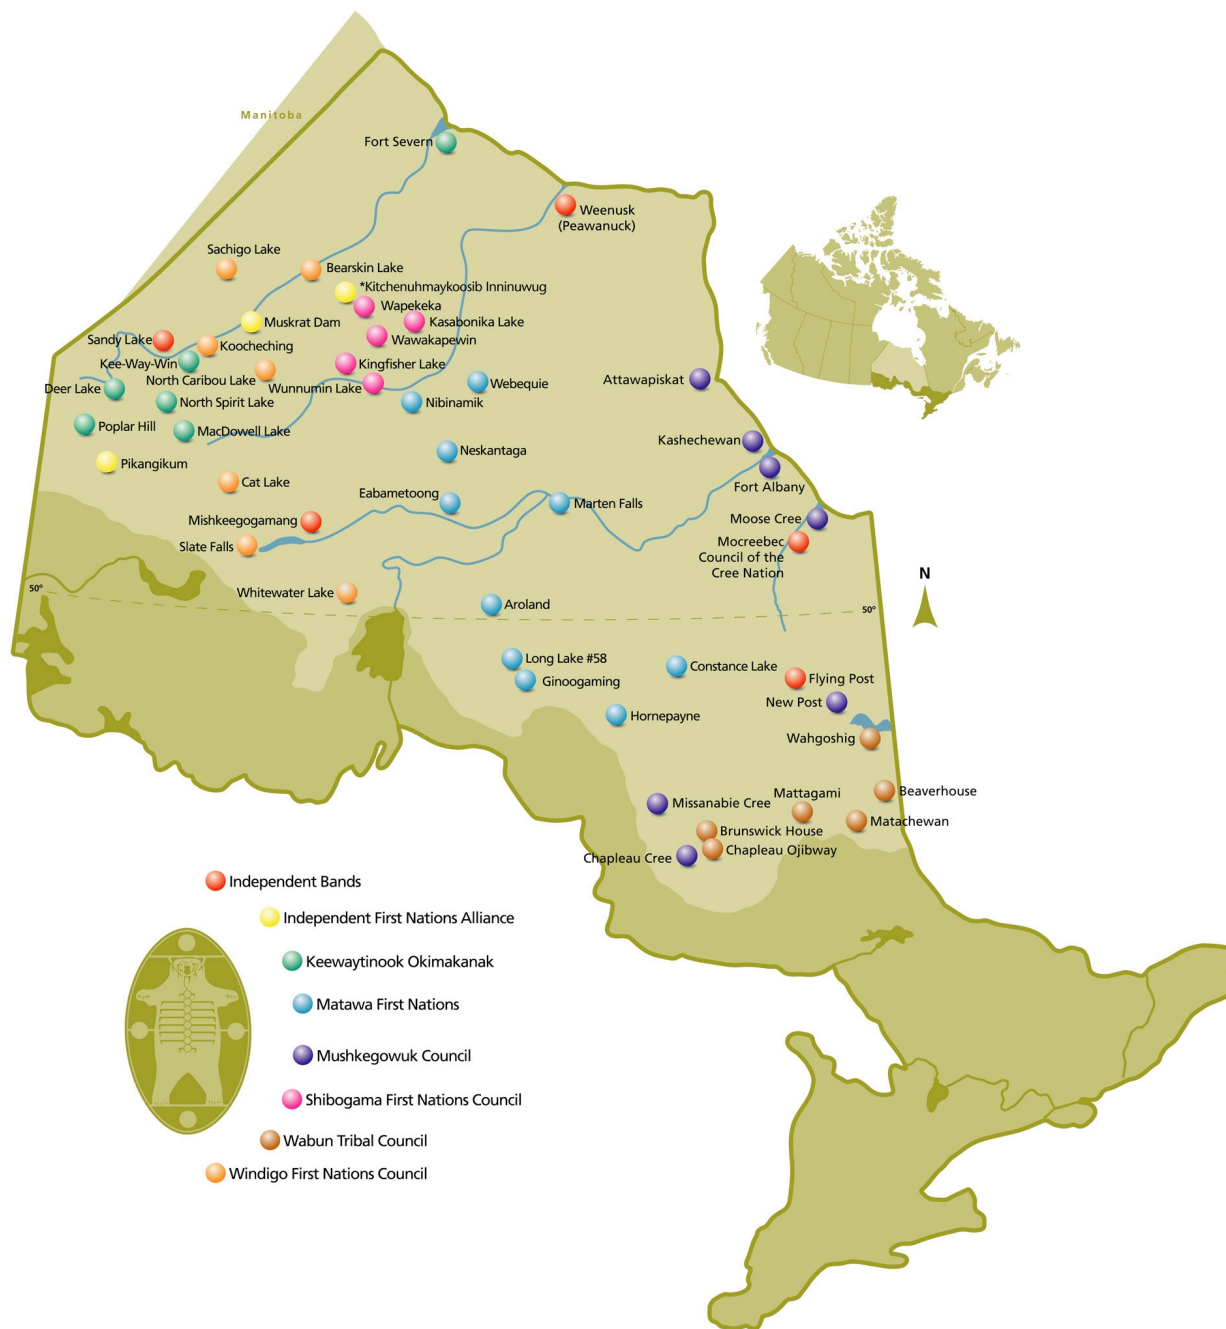 Manitoba
Fort Severn
Weenusk
(Peawanuck)
Sachigo Lake
Bearskin Lake
*Kitchenuhmaykoosib Inninuwug
Wapekeka
Muskrat Dam
Kasabonika Lake
Sandy Lake
Koocheching
Wawakapewin
Kee-Way-Win
Kingfisher Lake
North Caribou Lake
Attawapiskat
Deer Lake
Wunnumin Lake
Webequie
North Spirit Lake
Nibinamik
Poplar Hill
MacDowell Lake
Kashechewan
Neskantaga
Pikangikum
Cat Lake
Fort Albany
Eabametoong
Marten Falls
Mishkeegogamang
Moose Cree
Slate Falls
Mocreebec
Council of the
Cree Nation
N
50º
Whitewater Lake
Aroland
50º
Long Lake #58
Constance Lake
Ginoogaming
Flying Post
New Post
Hornepayne
Wahgoshig
Mattagami
Beaverhouse
Missanabie Cree
Matachewan
Brunswick House
Chapleau Ojibway
Chapleau Cree
Independent Bands
Independent First Nations Alliance
Keewaytinook Okimakanak
Matawa First Nations
Mushkegowuk Council
Shibogama First Nations Council
Wabun Tribal Council
Windigo First Nations Council